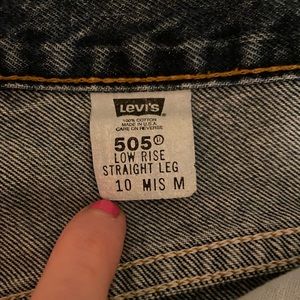 LEVI'S
100% COTTON
MADE IN U.S.A.
CARE ON REVERSE
505
LOW RISE
STRAIGHT LEG
10 MIS M